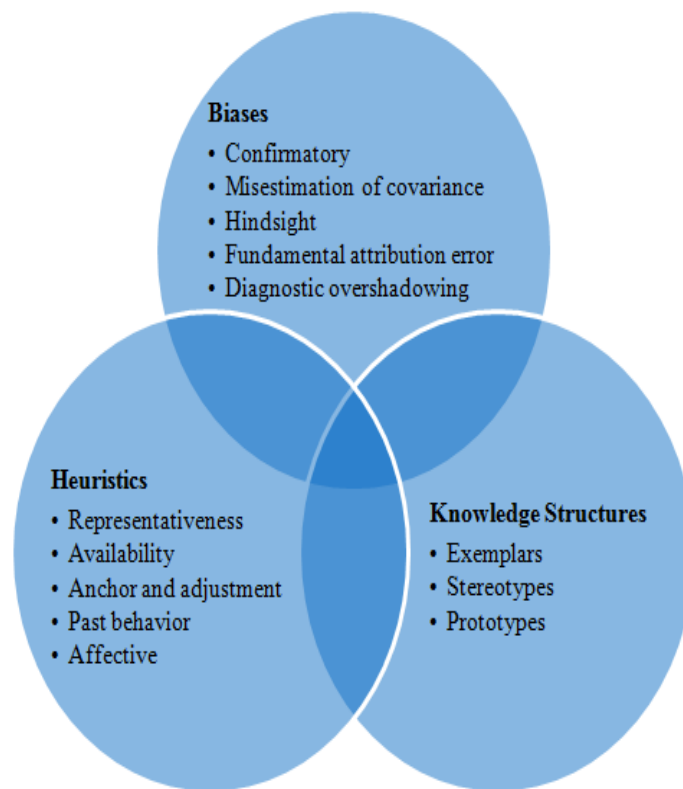 Biases
• Confirmatory
• Misestimation of covariance
• Hindsight
• Fundamental attribution error
• Diagnostic overshadowing
Heuristics
• Representativeness
• Availability
• Anchor and adjustment
• Past behavior
• Affective
Knowledge Structures
• Exemplars
• Stereotypes
• Prototypes